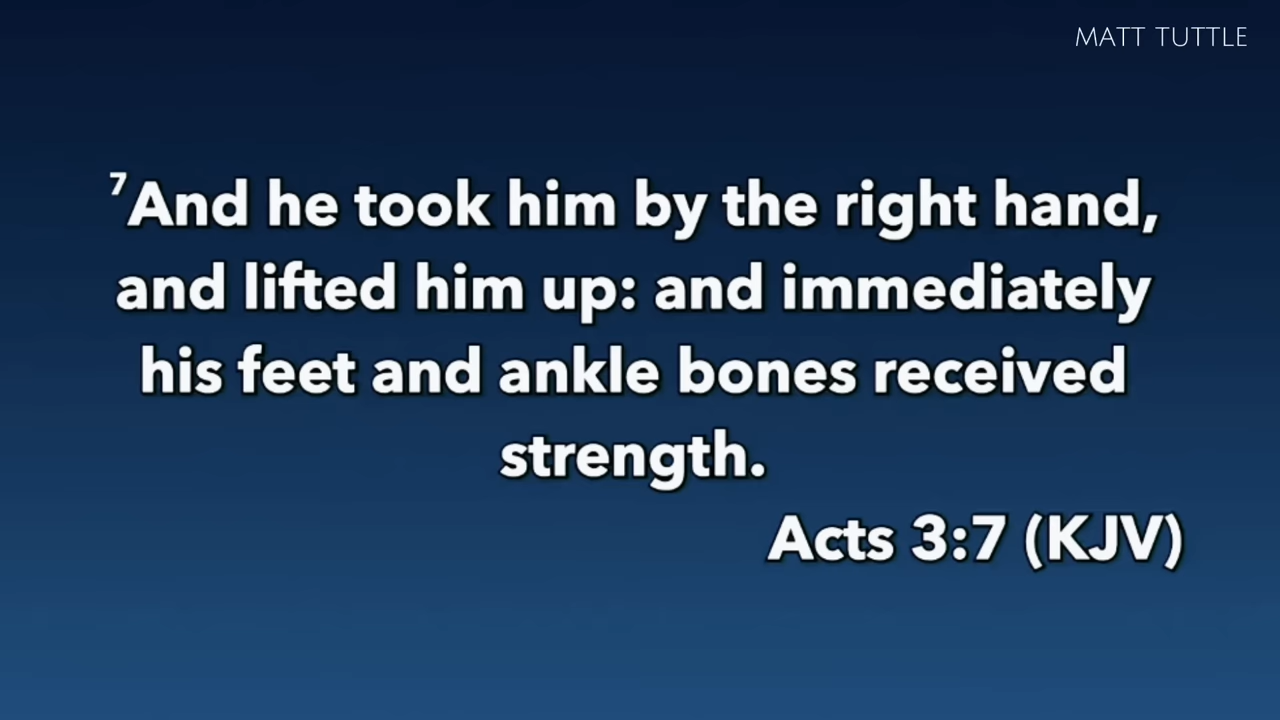 MATT TUTTLE
⁷And he took him by the right hand,
and lifted him up: and immediately
his feet and ankle bones received
strength.
Acts 3:7 (KJV)